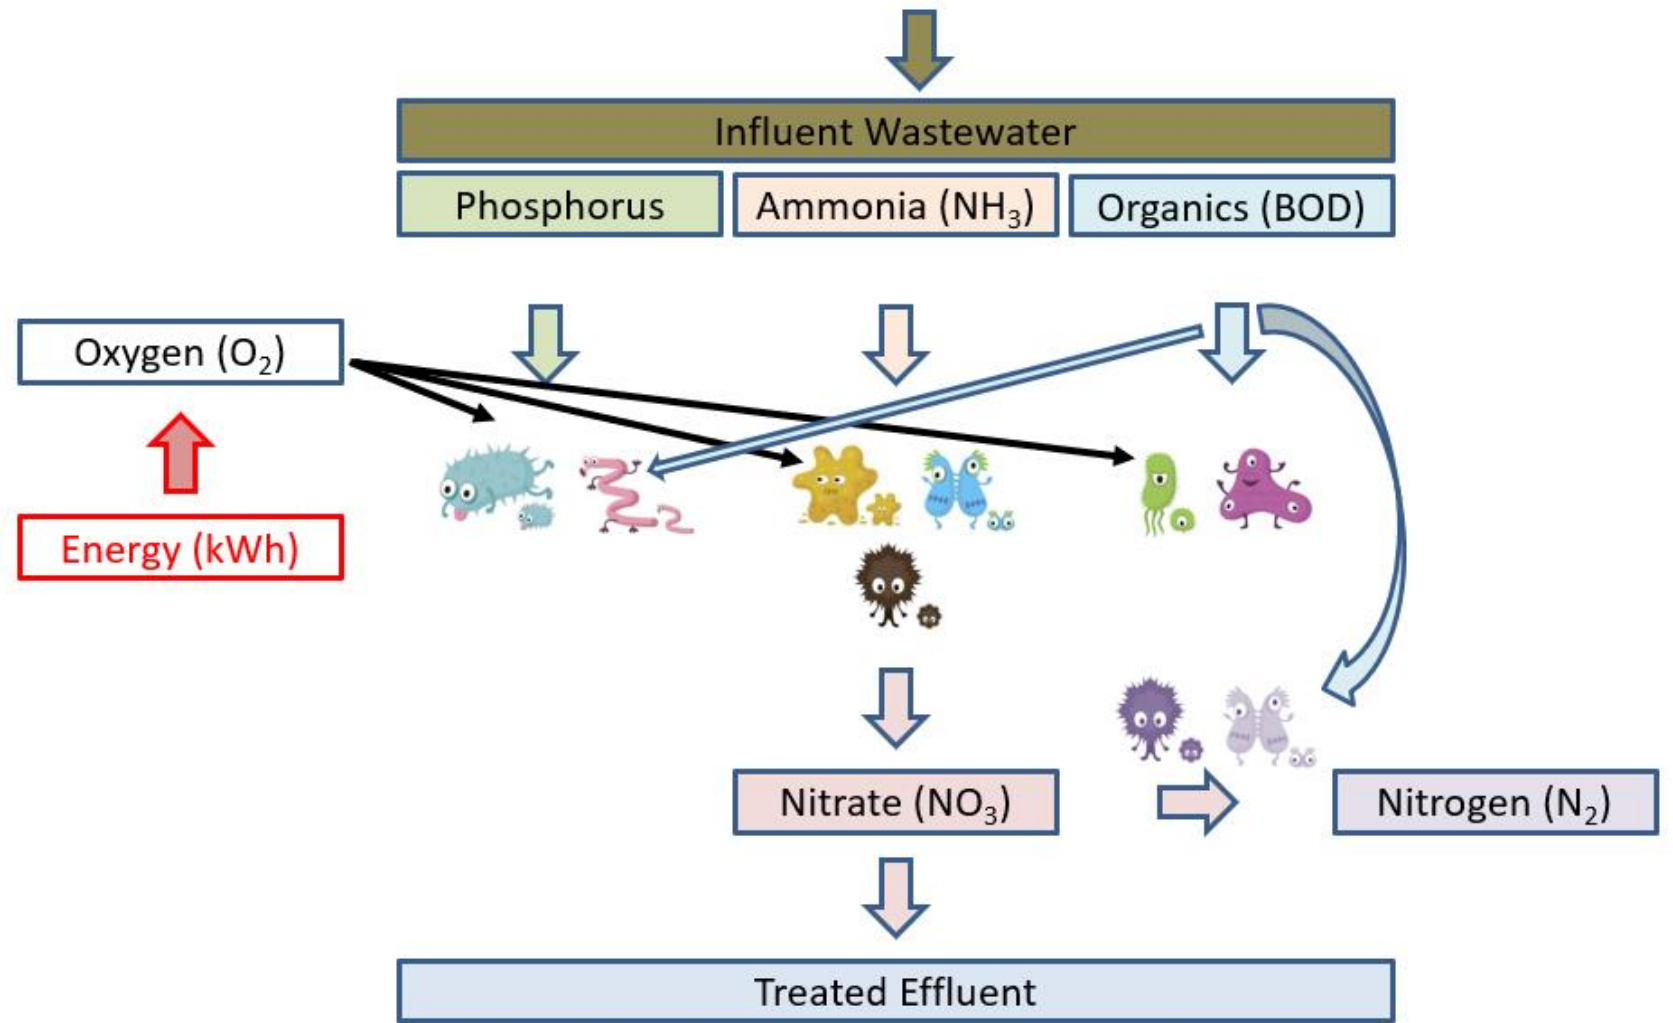 Influent Wastewater
Phosphorus
Ammonia (NH₃)
Organics (BOD)
Oxygen (O₂)
Energy (kWh)
Nitrate (NO₃)
Nitrogen (N₂)
Treated Effluent